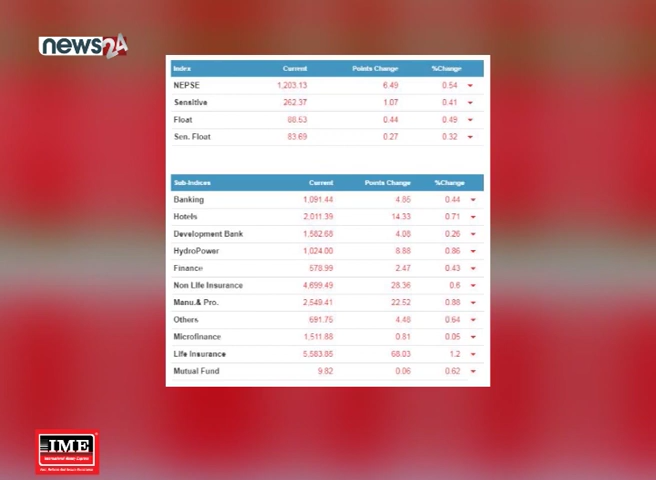 news24
Index Current Points Change %Change
NEPSE 1,203.13 6.49 0.54
Sensitive 262.37 1.07 0.41
Float 88.53 0.44 0.49
Sen. Float 83.69 0.27 0.32
Sub-Indices Current Points Change %Change
Banking 1,091.44 4.86 0.44
Hotels 2,011.39 14.33 0.71
Development Bank 1,582.68 4.08 0.26
HydroPower 1,024.00 8.88 0.86
Finance 578.99 2.47 0.43
Non Life Insurance 4,699.49 28.36 0.6
Manu.& Pro. 2,549.41 22.52 0.88
Others 691.75 4.48 0.64
Microfinance 1,511.88 0.81 0.05
Life Insurance 5,583.85 68.03 1.2
Mutual Fund 9.82 0.06 0.62
IME